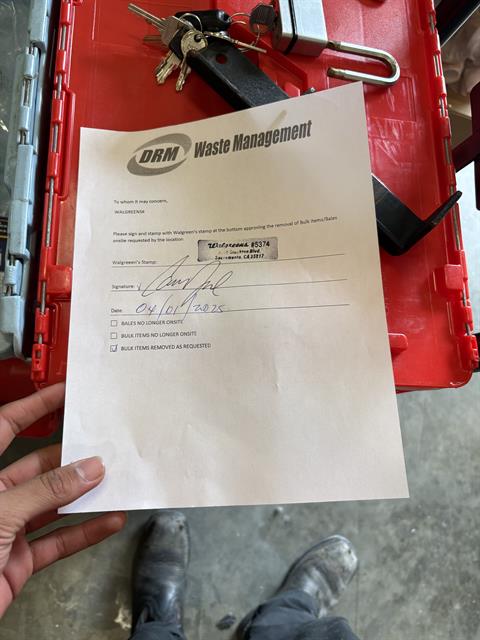 DRM Waste Management
To whom it may concern,
WALGREENS#
Please sign and stamp with Walgreen's stamp at the bottom approving the removal of Bulk Items/Bales
onsite requested by the location.
Walgreens #5374
Blvd.
Sacramento, CA
Walgreen's Stamp:
Signature:
Date: 04/01/2025
BALES NO LONGER ONSITE
BULK ITEMS NO LONGER ONSITE
BULK ITEMS REMOVED AS REQUESTED